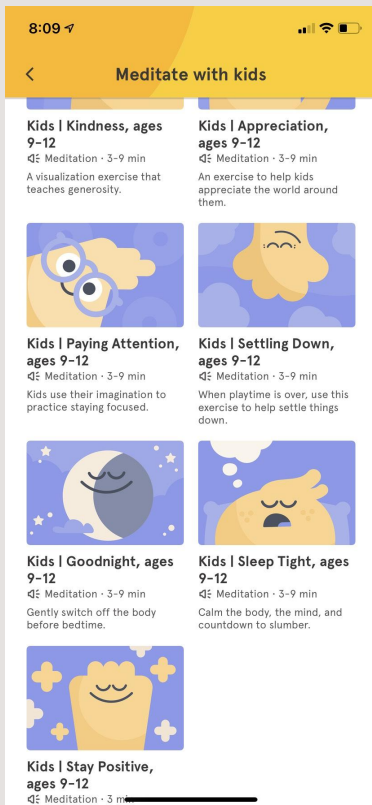 8:09
Meditate with kids
Kids | Kindness, ages
9-12
Meditation · 3-9 min
A visualization exercise that
teaches generosity.
Kids | Appreciation,
ages 9-12
Meditation · 3-9 min
An exercise to help kids
appreciate the world around
them.
Kids | Paying Attention,
ages 9-12
Meditation · 3-9 min
Kids use their imagination to
practice staying focused.
Kids | Settling Down,
ages 9-12
Meditation · 3-9 min
When playtime is over, use this
exercise to help settle things
down.
Kids | Goodnight, ages
9-12
Meditation · 3-9 min
Gently switch off the body
before bedtime.
Kids | Sleep Tight, ages
9-12
Meditation · 3-9 min
Calm the body, the mind, and
countdown to slumber.
Kids | Stay Positive,
ages 9-12
Meditation · 3